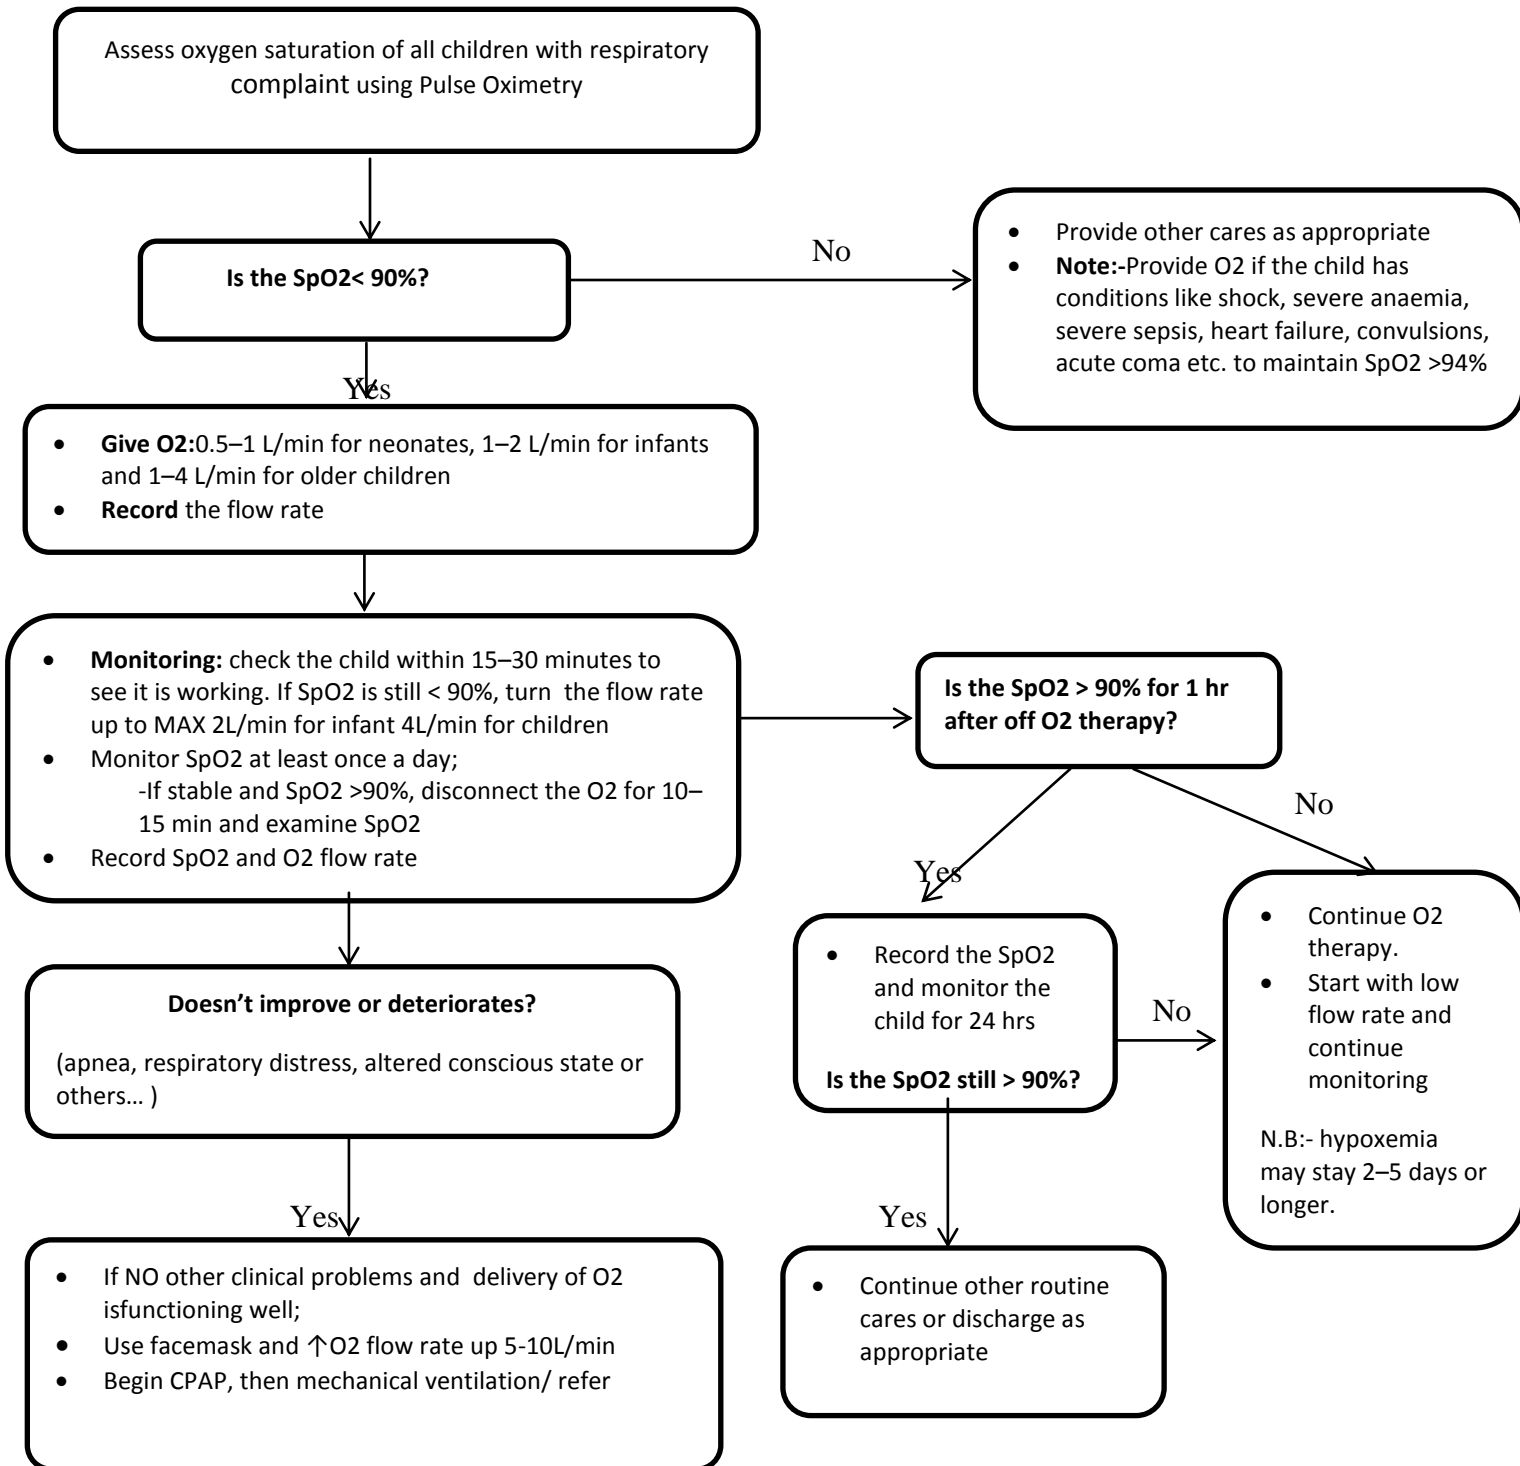 Assess oxygen saturation of all children with respiratory
complaint using Pulse Oximetry
Is the SpO2< 90%?
No
• Provide other cares as appropriate
• Note:-Provide O2 if the child has
conditions like shock, severe anaemia,
severe sepsis, heart failure, convulsions,
acute coma etc. to maintain SpO2 >94%
Yes
• Give O2:0.5–1 L/min for neonates, 1–2 L/min for infants
and 1–4 L/min for older children
• Record the flow rate
• Monitoring: check the child within 15–30 minutes to
see it is working. If SpO2 is still < 90%, turn the flow rate
up to MAX 2L/min for infant 4L/min for children
• Monitor SpO2 at least once a day;
-If stable and SpO2 >90%, disconnect the O2 for 10–
15 min and examine SpO2
• Record SpO2 and O2 flow rate
Is the SpO2 > 90% for 1 hr
after off O2 therapy?
No
Yes
• Record the SpO2
and monitor the
child for 24 hrs
Is the SpO2 still > 90%?
No
• Continue O2
therapy.
• Start with low
flow rate and
continue
monitoring
N.B:- hypoxemia
may stay 2–5 days or
longer.
Doesn’t improve or deteriorates?
(apnea, respiratory distress, altered conscious state or
others… )
Yes
• If NO other clinical problems and delivery of O2
isfunctioning well;
• Use facemask and ↑O2 flow rate up 5-10L/min
• Begin CPAP, then mechanical ventilation/ refer
Yes
• Continue other routine
cares or discharge as
appropriate